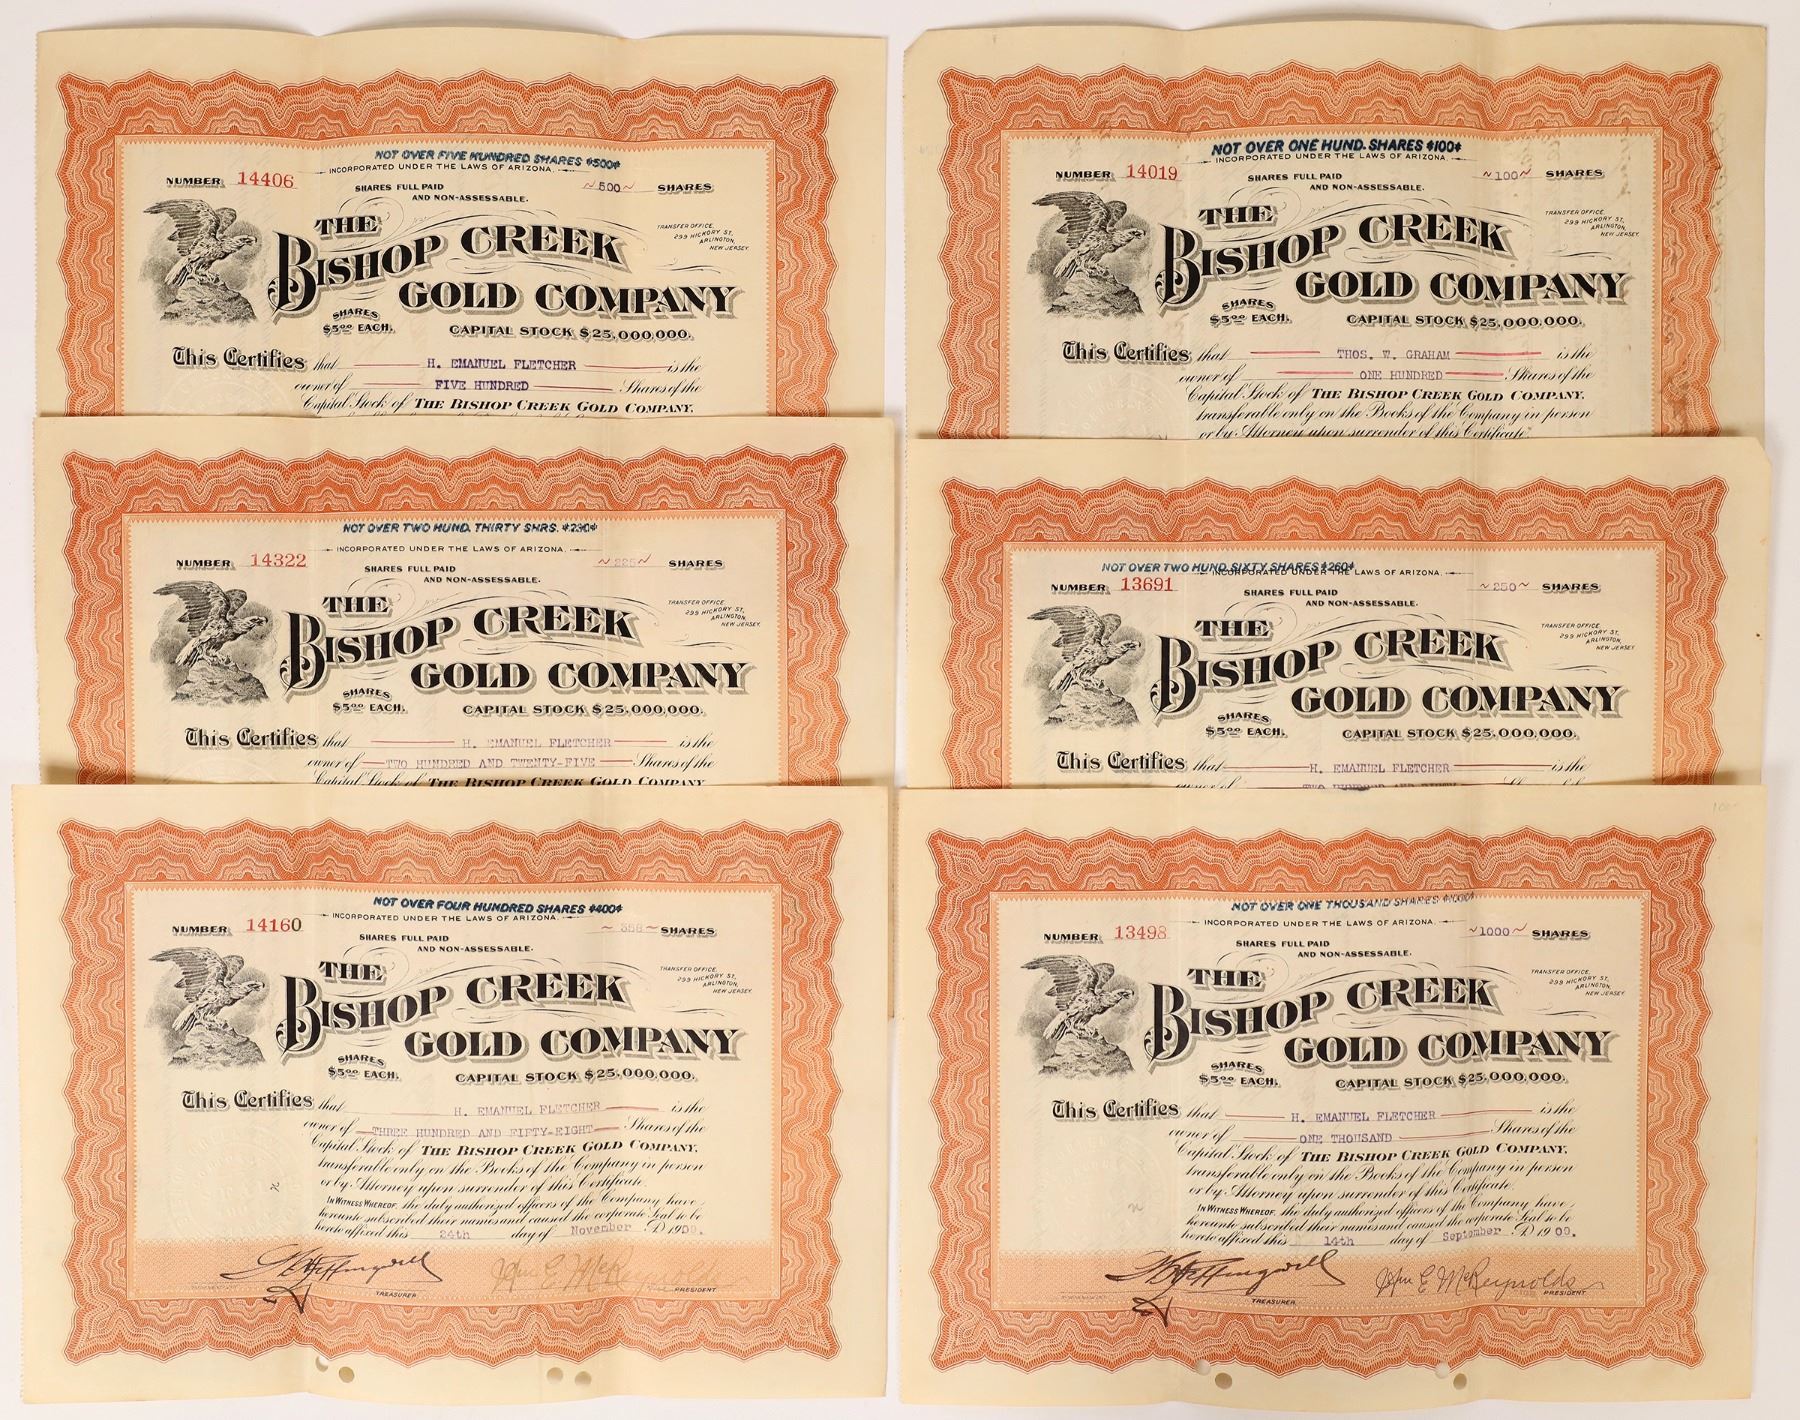 NOT OVER FIVE HUNDRED SHARES $500$
INCORPORATED UNDER THE LAWS OF ARIZONA.
NUMBER 14406
SHARES FULL PAID
AND NON-ASSESSABLE.
~500~ SHARES
TRANSFER OFFICE,
299 HICKORY ST,
ARLINGTON,
NEW JERSEY.
THE
BISHOP CREEK
GOLD COMPANY
SHARES
$5.00 EACH.
CAPITAL STOCK $25,000,000.
This Certifies that H. EMANUEL FLETCHER is the
owner of FIVE HUNDRED Shares of the
Capital Stock of THE BISHOP CREEK GOLD COMPANY,
NOT OVER ONE HUND. SHARES $100$
INCORPORATED UNDER THE LAWS OF ARIZONA.
NUMBER 14019
SHARES FULL PAID
AND NON-ASSESSABLE.
~100~ SHARES
TRANSFER OFFICE,
299 HICKORY ST,
ARLINGTON,
NEW JERSEY.
THE
BISHOP CREEK
GOLD COMPANY
SHARES
$5.00 EACH.
CAPITAL STOCK $25,000,000.
This Certifies that THOS. W. GRAHAM is the
owner of ONE HUNDRED Shares of the
Capital Stock of THE BISHOP CREEK GOLD COMPANY,
transferable only on the Books of the Company in person
or by Attorney upon surrender of this Certificate.
NOT OVER TWO HUND. THIRTY SHRS. $230$
INCORPORATED UNDER THE LAWS OF ARIZONA.
NUMBER 14322
SHARES FULL PAID
AND NON-ASSESSABLE.
~225~ SHARES
TRANSFER OFFICE,
299 HICKORY ST,
ARLINGTON,
NEW JERSEY.
THE
BISHOP CREEK
GOLD COMPANY
SHARES
$5.00 EACH.
CAPITAL STOCK $25,000,000.
This Certifies that H. EMANUEL FLETCHER is the
owner of TWO HUNDRED AND TWENTY-FIVE Shares of the
Capital Stock of THE BISHOP CREEK GOLD COMPANY
NOT OVER TWO HUND SIXTY SHARES $260$
INCORPORATED UNDER THE LAWS OF ARIZONA.
NUMBER 13691
SHARES FULL PAID
AND NON-ASSESSABLE.
~250~ SHARES
TRANSFER OFFICE,
299 HICKORY ST,
ARLINGTON,
NEW JERSEY
THE
BISHOP CREEK
GOLD COMPANY
SHARES
$5.00 EACH.
CAPITAL STOCK $25,000,000.
This Certifies that H. EMANUEL FLETCHER is the
NOT OVER FOUR HUNDRED SHARES $400$
INCORPORATED UNDER THE LAWS OF ARIZONA.
NUMBER 14160
SHARES FULL PAID
AND NON-ASSESSABLE.
~358~ SHARES
TRANSFER OFFICE,
299 HICKORY ST,
ARLINGTON,
NEW JERSEY
THE
BISHOP CREEK
GOLD COMPANY
SHARES
$5.00 EACH.
CAPITAL STOCK $25,000,000.
This Certifies that H. EMANUEL FLETCHER is the
owner of THREE HUNDRED AND FIFTY-EIGHT Shares of the
Capital Stock of THE BISHOP CREEK GOLD COMPANY,
transferable only on the Books of the Company in person
or by Attorney upon surrender of this Certificate.
IN WITNESS WHEREOF, the duly authorized officers of the Company have
hereunto subscribed their names and caused the corporate Seal to be
hereto affixed this 24th day of November A.D. 1909.
TREASURER
John E McR
PRESIDENT
NOT OVER ONE THOUSAND SHARES $1000$
INCORPORATED UNDER THE LAWS OF ARIZONA.
NUMBER 13498
SHARES FULL PAID
AND NON-ASSESSABLE.
~1000~ SHARES
TRANSFER OFFICE,
299 HICKORY ST,
ARLINGTON,
NEW JERSEY
THE
BISHOP CREEK
GOLD COMPANY
SHARES
$5.00 EACH.
CAPITAL STOCK $25,000,000.
This Certifies that H. EMANUEL FLETCHER is the
owner of ONE THOUSAND Shares of the
Capital Stock of THE BISHOP CREEK GOLD COMPANY,
transferable only on the Books of the Company in person
or by Attorney upon surrender of this Certificate.
IN WITNESS WHEREOF, the duly authorized officers of the Company have
hereunto subscribed their names and caused the corporate Seal to be
hereto affixed this 14th day of September A.D. 1909.
TREASURER
John E McReynolds
PRESIDENT